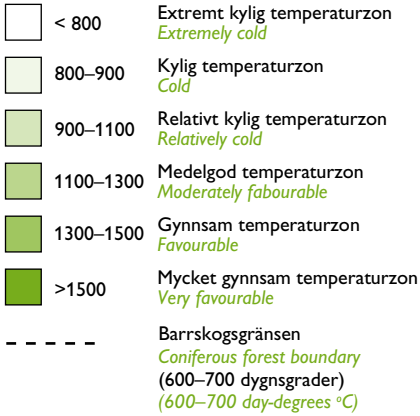 < 800 Extremt kylig temperaturzon
Extremely cold
800–900 Kylig temperaturzon
Cold
900–1100 Relativt kylig temperaturzon
Relatively cold
1100–1300 Medelgod temperaturzon
Moderately fabourable
1300–1500 Gynnsam temperaturzon
Favourable
>1500 Mycket gynnsam temperaturzon
Very favourable
Barrskogsgränsen
Coniferous forest boundary
(600–700 dygnsgrader)
(600–700 day-degrees °C)